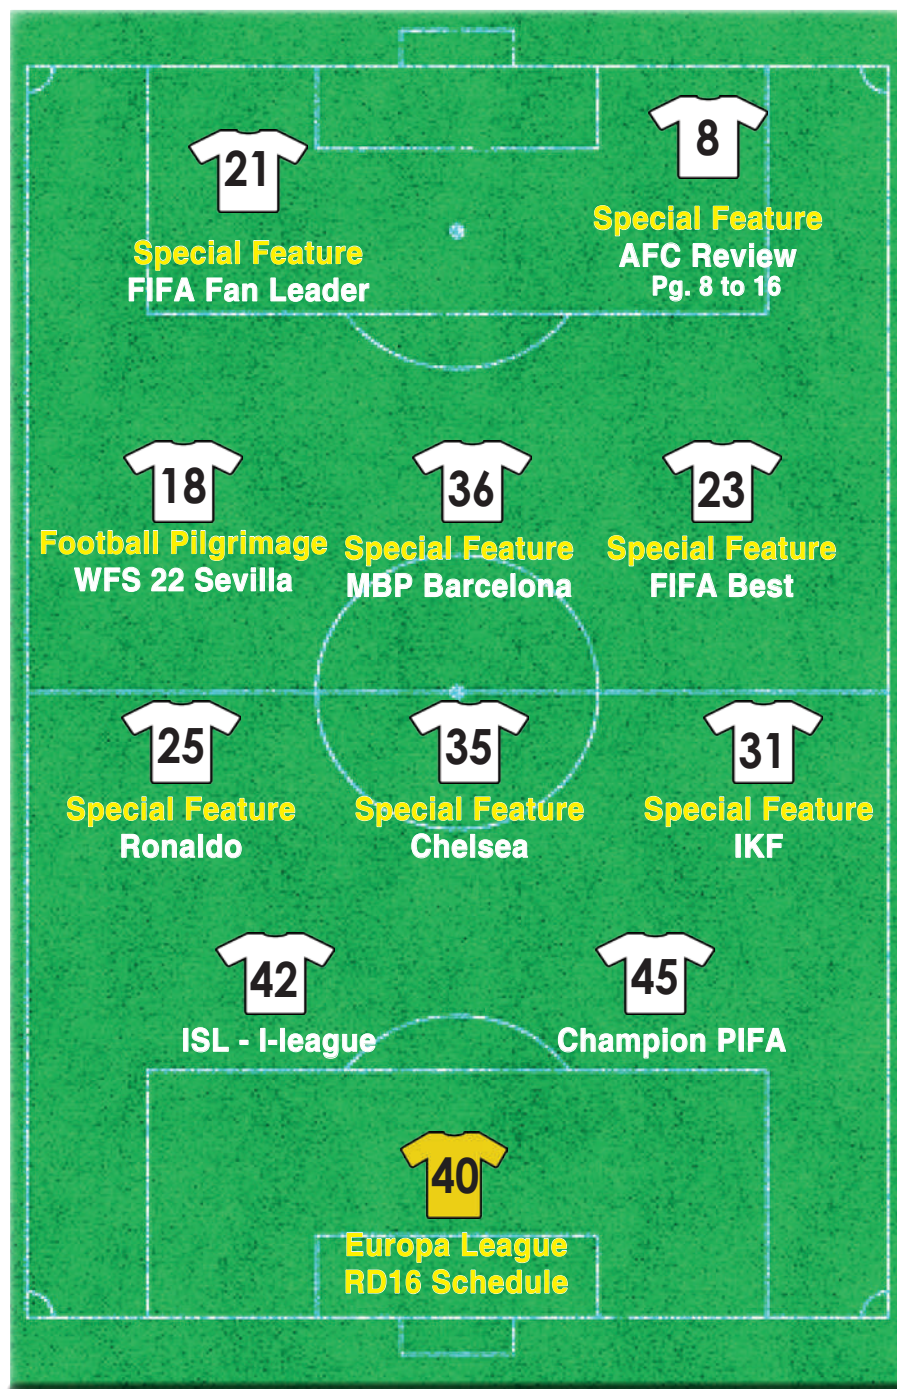 21
Special Feature
FIFA Fan Leader
8
Special Feature
AFC Review
Pg. 8 to 16
18
Football Pilgrimage
WFS 22 Sevilla
36
Special Feature
MBP Barcelona
23
Special Feature
FIFA Best
25
Special Feature
Ronaldo
35
Special Feature
Chelsea
31
Special Feature
IKF
42
ISL - I-league
45
Champion PIFA
40
Europa League
RD16 Schedule